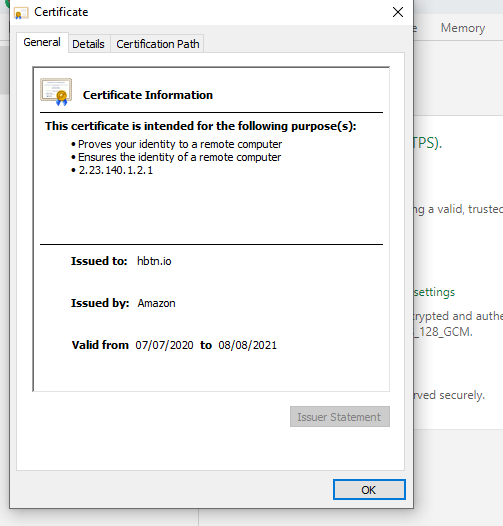 Certificate
General
Details
Certification Path
Certificate Information
This certificate is intended for the following purpose(s):
• Proves your identity to a remote computer
• Ensures the identity of a remote computer
• 2.23.140.1.2.1
Issued to: hbtn.io
Issued by: Amazon
Valid from 07/07/2020 to 08/08/2021
Issuer Statement
OK
Memory
TPS).
a valid, trusted
settings
crypted and authe
_128_GCM.
rved securely.